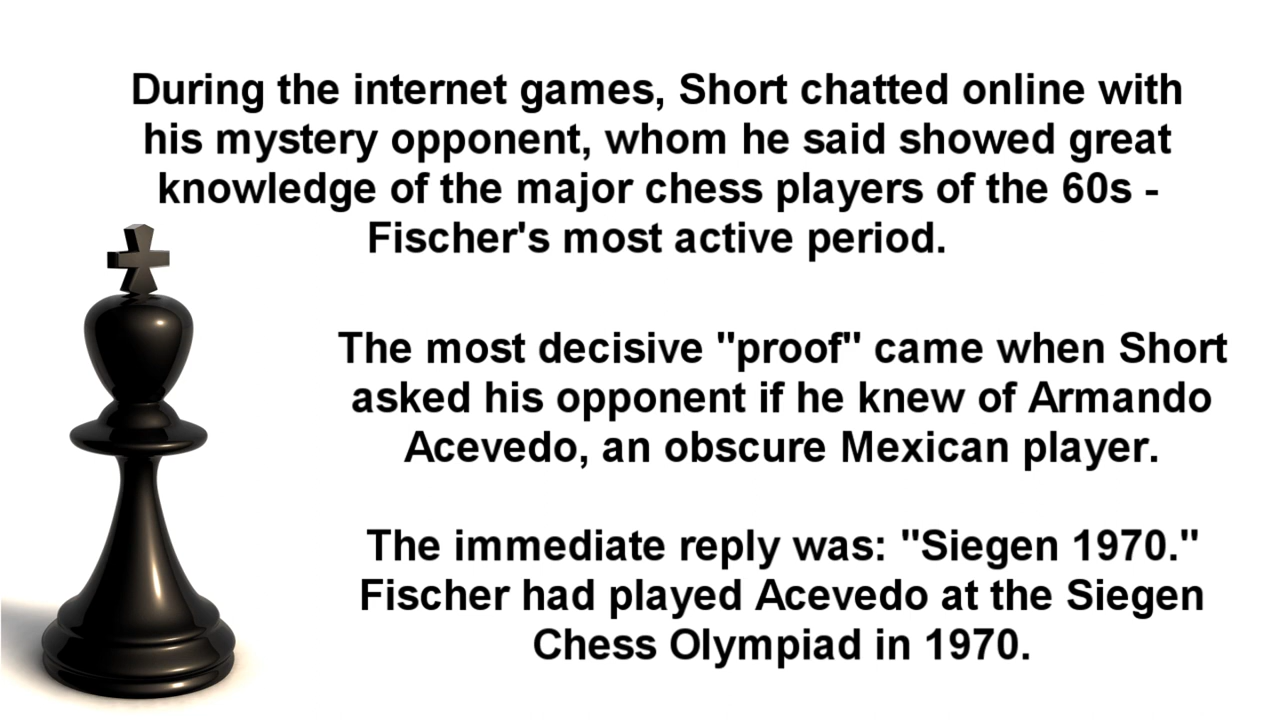 During the internet games, Short chatted online with
his mystery opponent, whom he said showed great
knowledge of the major chess players of the 60s -
Fischer's most active period.
The most decisive "proof" came when Short
asked his opponent if he knew of Armando
Acevedo, an obscure Mexican player.
The immediate reply was: "Siegen 1970."
Fischer had played Acevedo at the Siegen
Chess Olympiad in 1970.